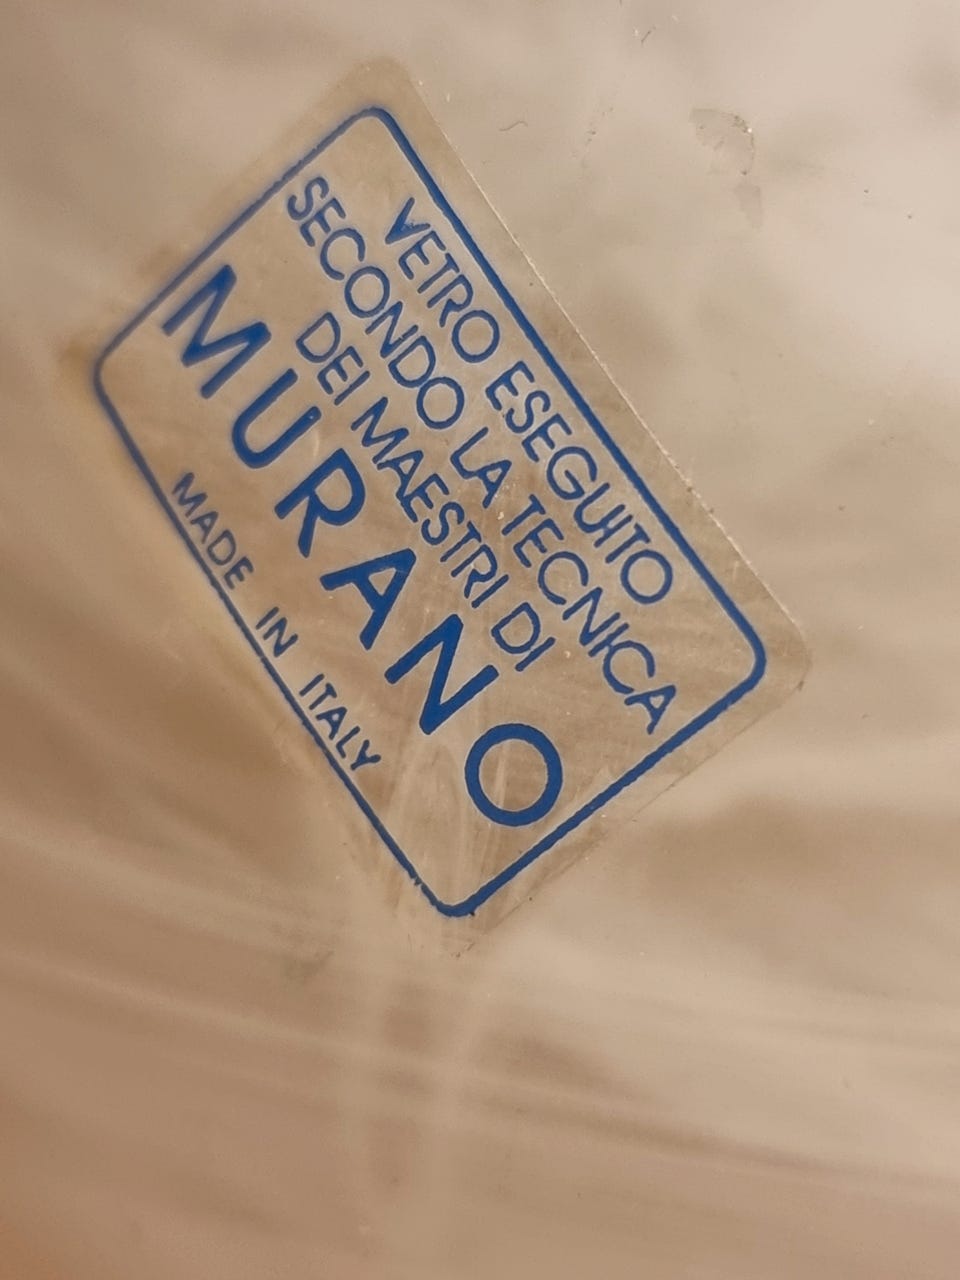 VETRO ESEGUITO
SECONDO LA TECNICA
DEI MAESTRI DI
MURANO
MADE IN ITALY